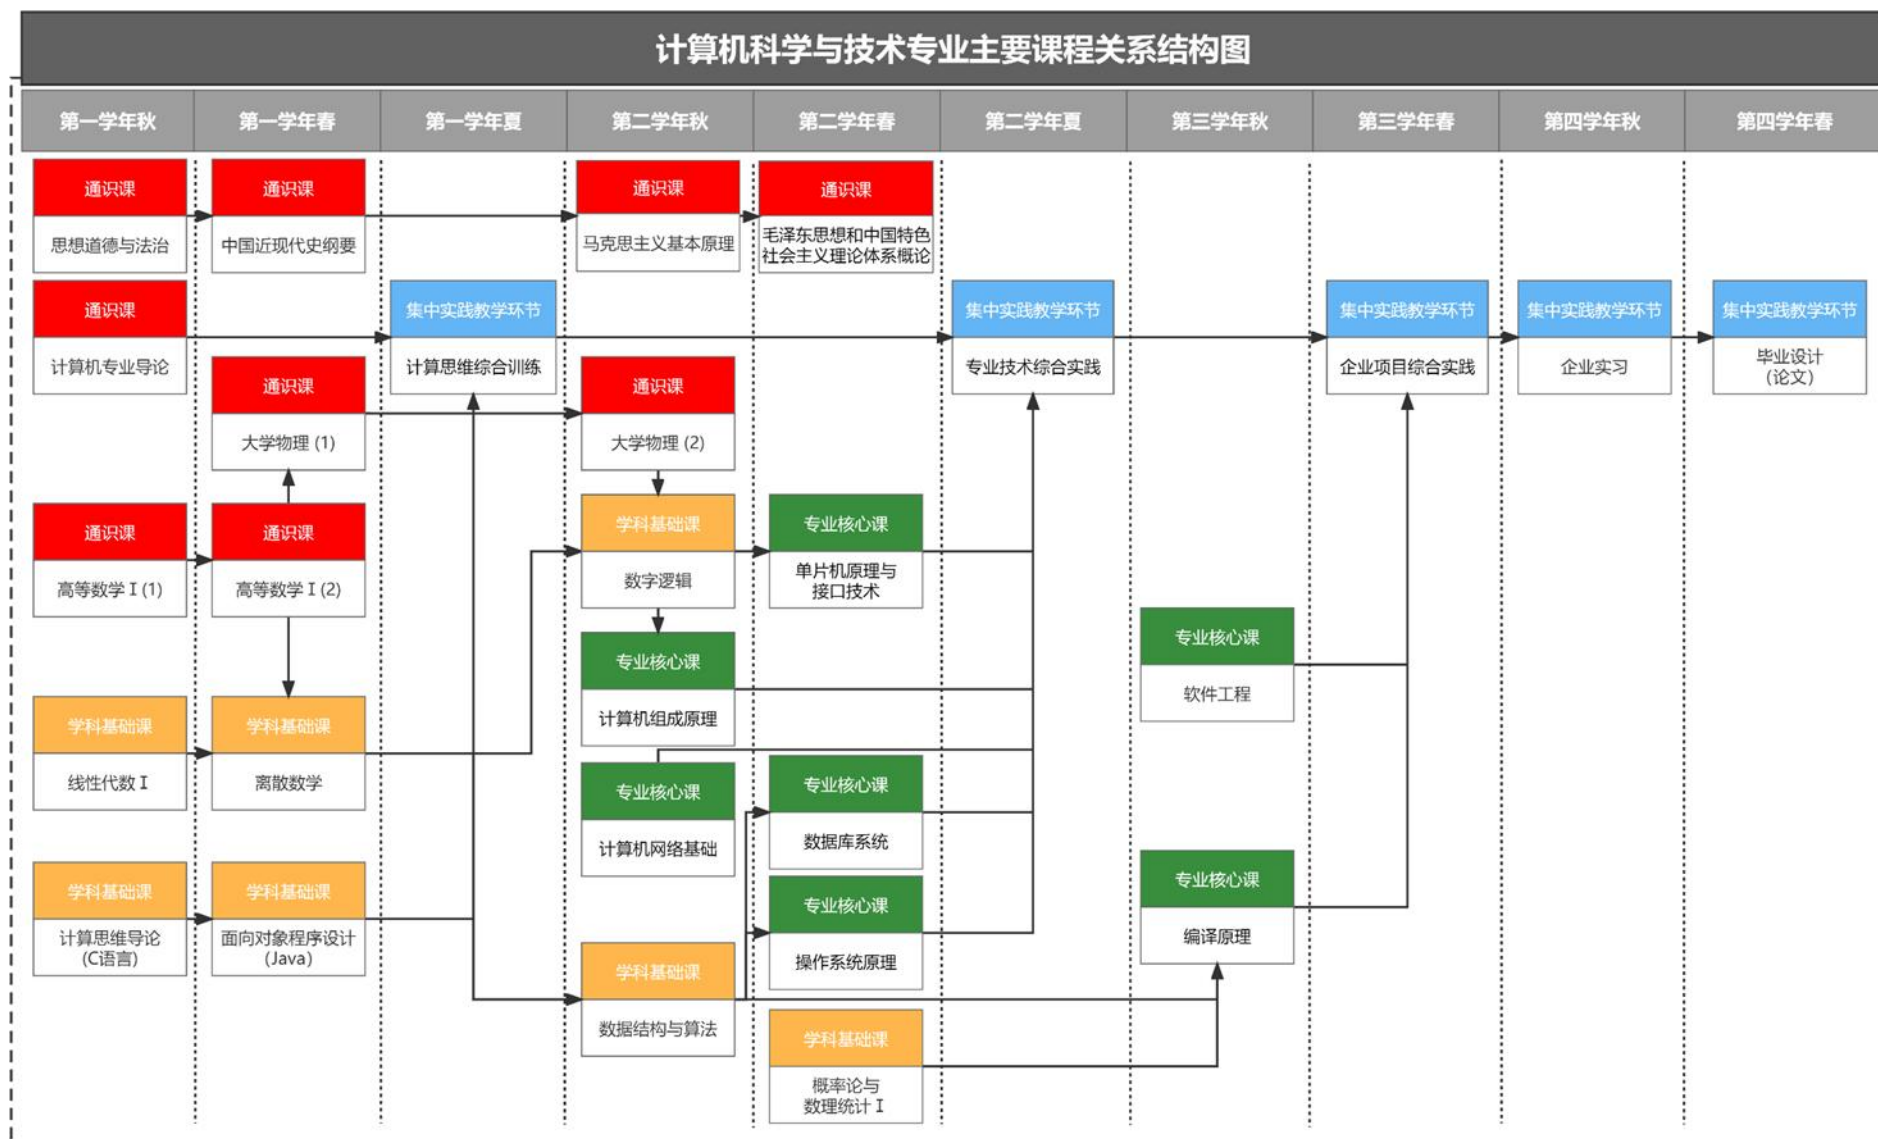 计算机科学与技术专业主要课程关系结构图
第一学年秋
第一学年春
第一学年夏
第二学年秋
第二学年春
第二学年夏
第三学年秋
第三学年春
第四学年秋
第四学年春
通识课
思想道德与法治
通识课
中国近现代史纲要
通识课
马克思主义基本原理
通识课
毛泽东思想和中国特色
社会主义理论体系概论
通识课
计算机专业导论
集中实践教学环节
计算思维综合训练
集中实践教学环节
专业技术综合实践
集中实践教学环节
企业项目综合实践
集中实践教学环节
企业实习
集中实践教学环节
毕业设计
(论文)
通识课
大学物理 (1)
通识课
大学物理 (2)
通识课
高等数学 I (1)
通识课
高等数学 I (2)
学科基础课
数字逻辑
专业核心课
单片机原理与
接口技术
专业核心课
计算机组成原理
专业核心课
软件工程
学科基础课
线性代数 I
学科基础课
离散数学
专业核心课
计算机网络基础
专业核心课
数据库系统
学科基础课
计算思维导论
(C语言)
学科基础课
面向对象程序设计
(Java)
专业核心课
操作系统原理
专业核心课
编译原理
学科基础课
数据结构与算法
学科基础课
概率论与
数理统计 I